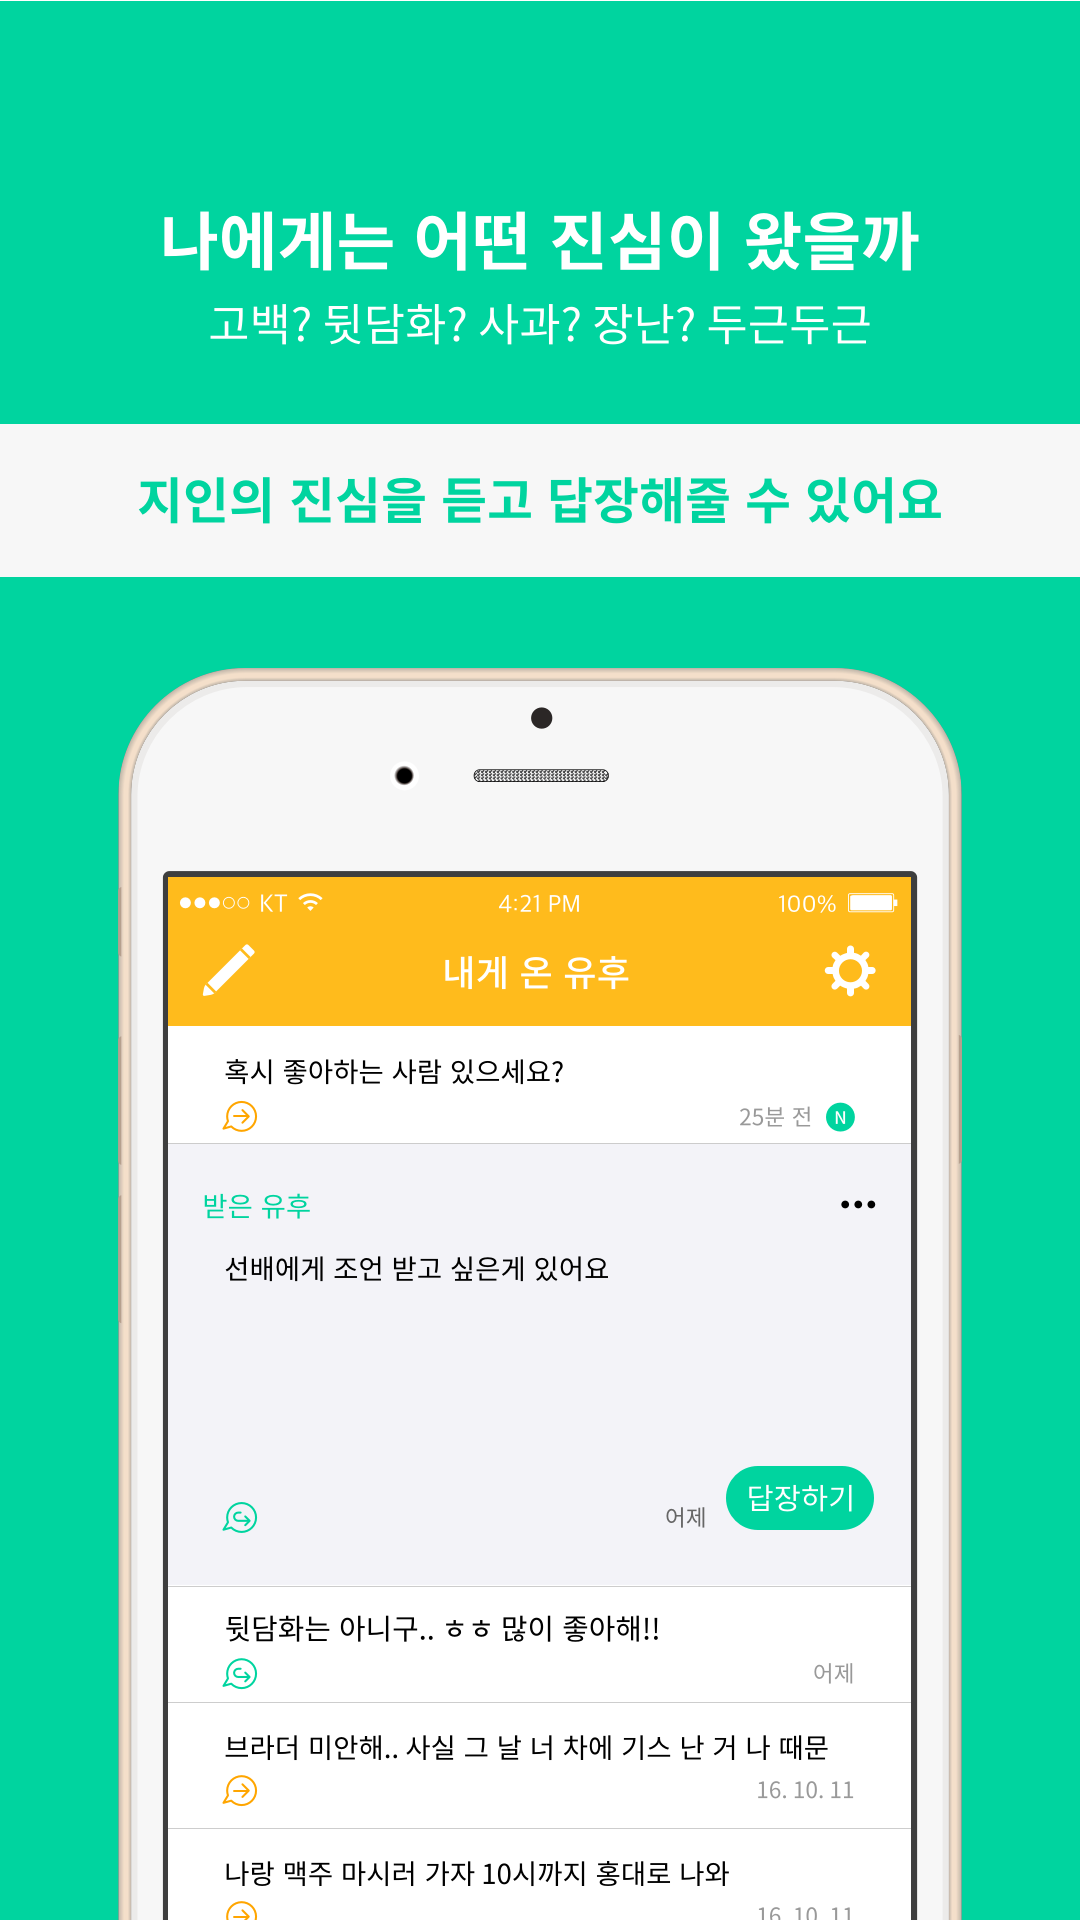 나에게는 어떤 진심이 왔을까
고백? 뒷담화? 사과? 장난? 두근두근
지인의 진심을 듣고 답장해줄 수 있어요
KT 4:21 PM 100%
내게 온 유후
혹시 좋아하는 사람 있으세요?
25분 전 N
받은 유후
선배에게 조언 받고 싶은게 있어요
어제 답장하기
뒷담화는 아니구.. ㅎㅎ 많이 좋아해!!
어제
브라더 미안해.. 사실 그 날 너 차에 기스 난 거 나 때문
16. 10. 11
나랑 맥주 마시러 가자 10시까지 홍대로 나와
16. 10. 11